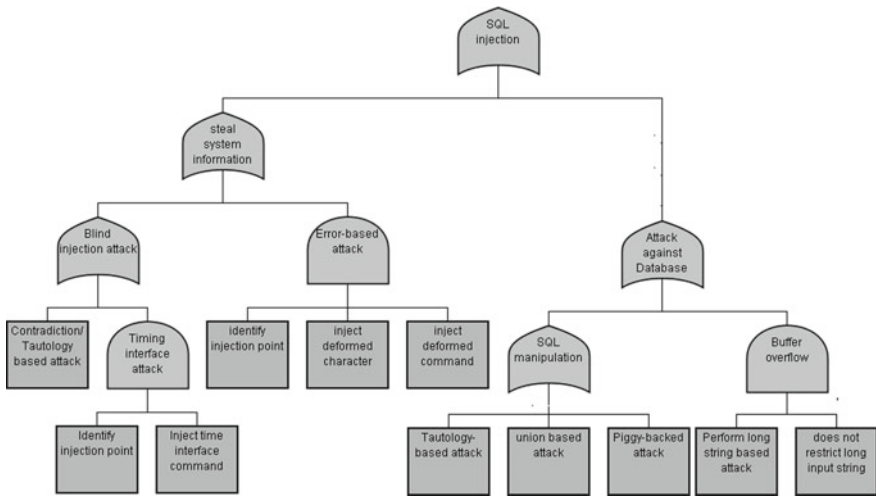 SQL
injection
steal
system
information
Blind
injection attack
Error-based
attack
Attack
against
Database
Contradiction/
Tautology
based attack
Timing
interface
attack
identify
injection point
inject
deformed
character
inject
deformed
command
SQL
manipulation
Buffer
overflow
Identify
injection point
Inject time
interface
command
Tautology-
based attack
union based
attack
Piggy-backed
attack
Perform long
string based
attack
does not
restrict long
input string